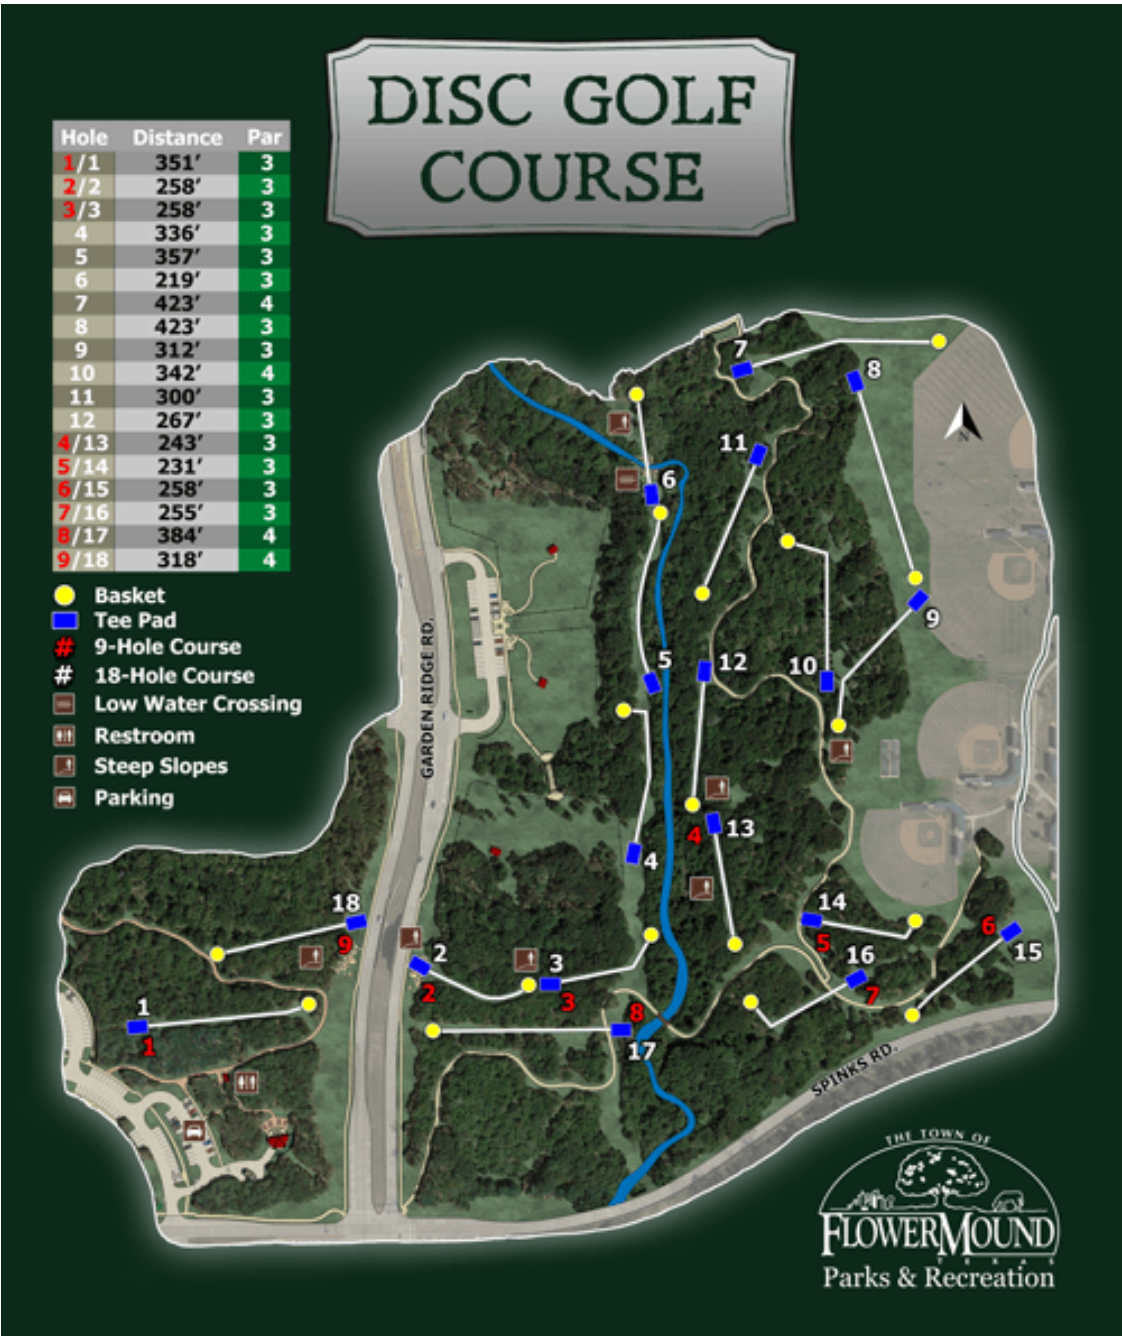 DISC GOLF
COURSE
Hole Distance Par
1/1 351′ 3
2/2 258′ 3
3/3 258′ 3
4 336′ 3
5 357′ 3
6 219′ 3
7 423′ 4
8 423′ 3
9 312′ 3
10 342′ 4
11 300′ 3
12 267′ 3
4/13 243′ 3
5/14 231′ 3
6/15 258′ 3
7/16 255′ 3
8/17 384′ 4
9/18 318′ 4
Basket
Tee Pad
# 9-Hole Course
# 18-Hole Course
Low Water Crossing
Restroom
Steep Slopes
Parking
7
8
N
11
6
9
5
12
10
GARDEN RIDGE RD.
4
13
4
18
9
14
5
6
15
2
2
3
3
16
7
1
1
8
17
SPINKS RD.
THE TOWN OF
FLOWER MOUND
TEXAS
Parks & Recreation